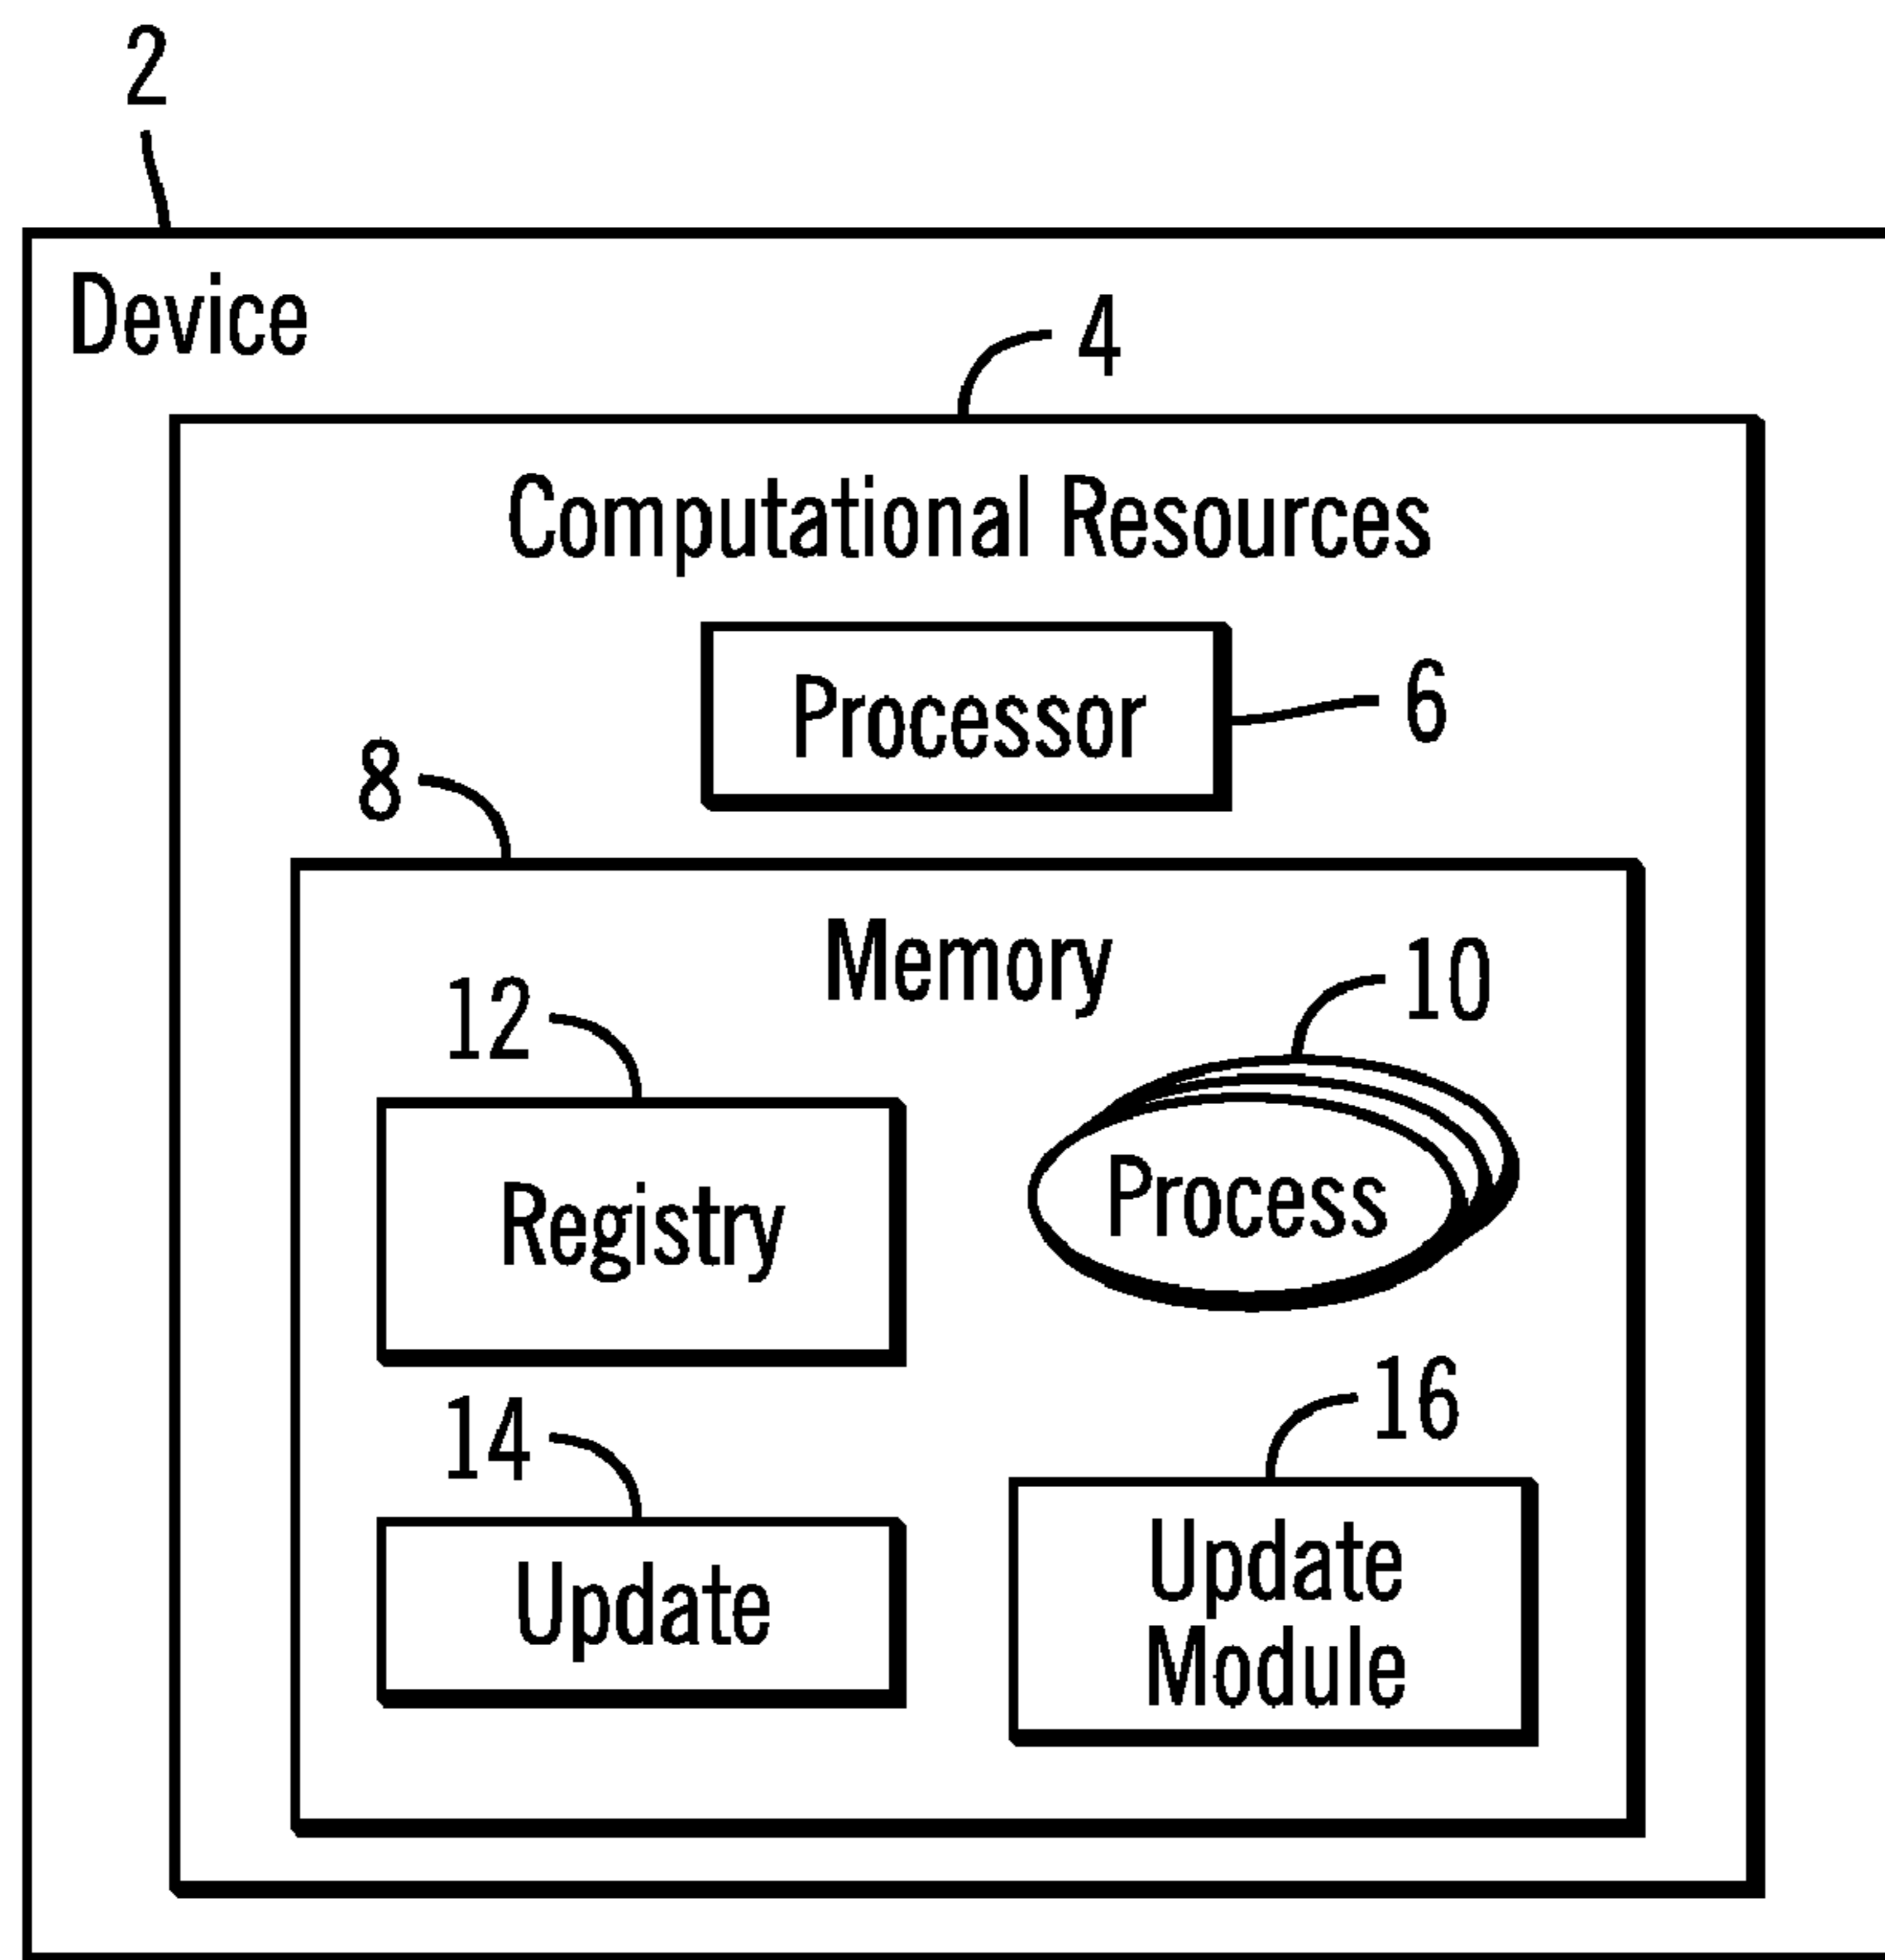 2
Device
4
Computational Resources
Processor
6
8
Memory
10
12
Process
Registry
16
14
Update
Module
Update